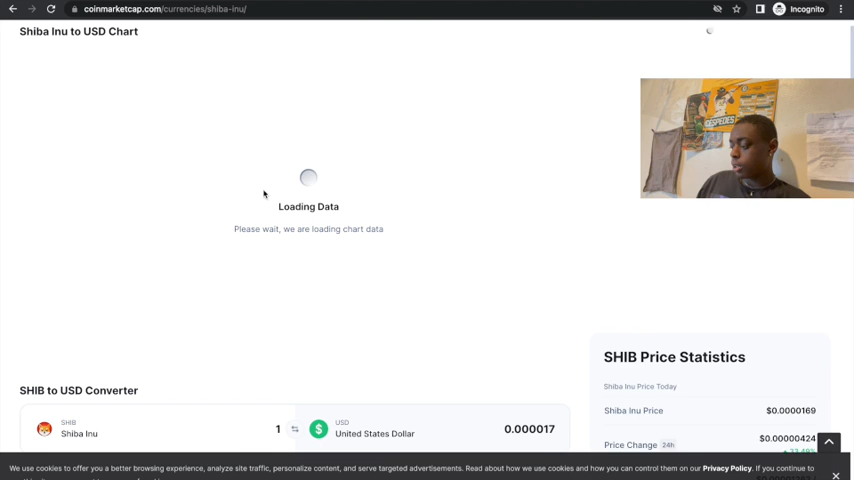 coinmarketcap.com/currencies/shiba-inu/
Incognito
Shiba Inu to USD Chart
DESPEDES
Loading Data
Please wait, we are loading chart data
SHIB Price Statistics
Shiba Inu Price Today
SHIB to USD Converter
Shiba Inu Price $0.0000169
SHIB
Shiba Inu
1
USD
United States Dollar
0.000017
Price Change 24h $0.00000424
33.49%
We use cookies to offer you a better browsing experience, analyze site traffic, personalize content, and serve targeted advertisements. Read about how we use cookies and how you can control them on our Privacy Policy. If you continue to